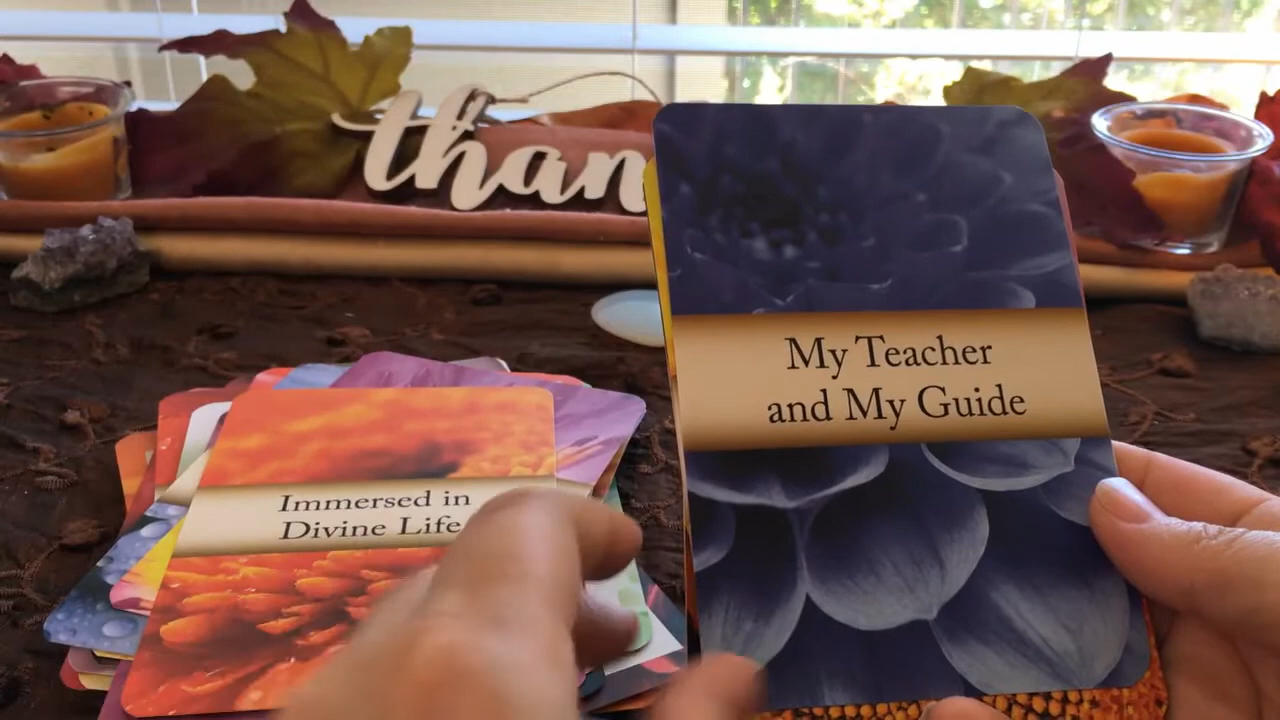 than
My Teacher
and My Guide
Immersed in
Divine Life